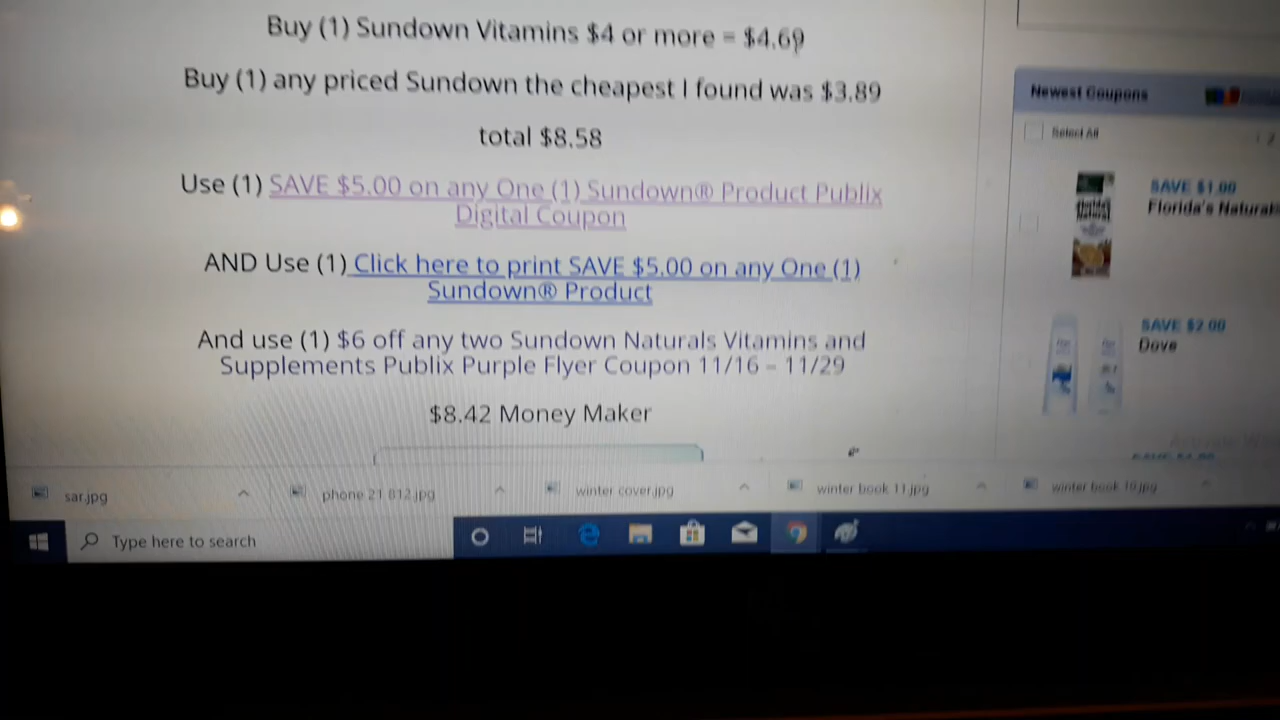 Buy (1) Sundown Vitamins $4 or more = $4.69
Buy (1) any priced Sundown the cheapest I found was $3.89
total $8.58
Use (1) SAVE $5.00 on any One (1) Sundown® Product Publix
Digital Coupon
AND Use (1) Click here to print SAVE $5.00 on any One (1)
Sundown® Product
And use (1) $6 off any two Sundown Naturals Vitamins and
Supplements Publix Purple Flyer Coupon 11/16 – 11/29
$8.42 Money Maker
Newest Coupons
Select All
SAVE $1.00
Florida's Naturals
SAVE $2.00
Dove
sar.jpg
phone 21 812.jpg
winter cover.jpg
winter book 11.jpg
winter book 10.jpg
Type here to search